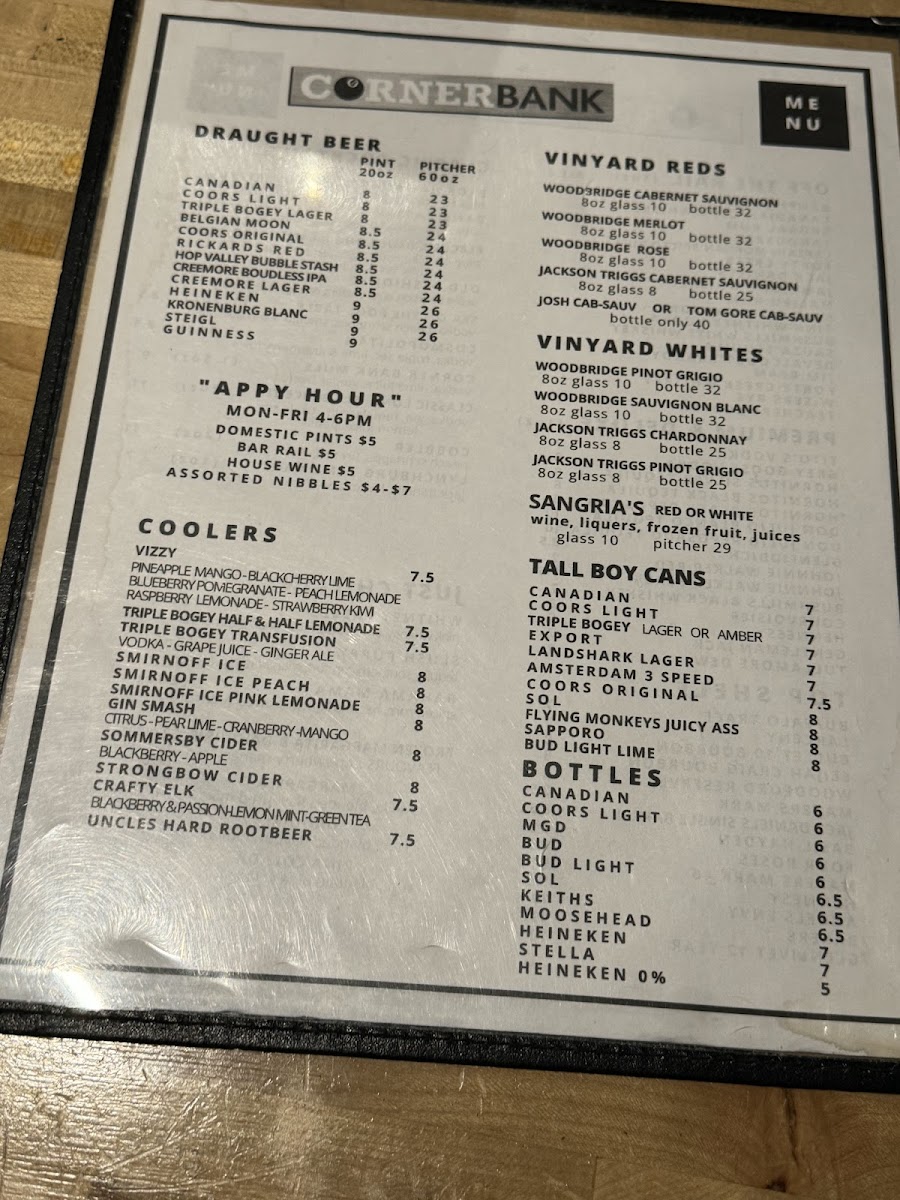 CORNERBANK
ME
NU
DRAUGHT BEER
PINT PITCHER
20oz 60oz
CANADIAN 8 23
COORS LIGHT 8 23
TRIPLE BOGEY LAGER 8 23
BELGIAN MOON 8.5 24
COORS ORIGINAL 8.5 24
RICKARDS RED 8.5 24
HOP VALLEY BUBBLE STASH 8.5 24
CREEMORE BOUDLESS IPA 8.5 24
CREEMORE LAGER 8.5 24
HEINEKEN 9 26
KRONENBURG BLANC 9 26
STEIGL 9 26
GUINNESS 9
"APPY HOUR"
MON-FRI 4-6PM
DOMESTIC PINTS $5
BAR RAIL $5
HOUSE WINE $5
ASSORTED NIBBLES $4-$7
COOLERS
VIZZY
PINEAPPLE MANGO - BLACKCHERRY LIME 7.5
BLUEBERRY POMEGRANATE - PEACH LEMONADE
RASPBERRY LEMONADE - STRAWBERRY KIWI
TRIPLE BOGEY HALF & HALF LEMONADE 7.5
TRIPLE BOGEY TRANSFUSION 7.5
VODKA - GRAPE JUICE - GINGER ALE
SMIRNOFF ICE 8
SMIRNOFF ICE PEACH 8
SMIRNOFF ICE PINK LEMONADE 8
GIN SMASH 8
CITRUS - PEAR LIME - CRANBERRY -MANGO
SOMMERSBY CIDER 8
BLACKBERRY - APPLE
STRONGBOW CIDER 8
CRAFTY ELK 7.5
BLACKBERRY & PASSION-LEMON MINT-GREEN TEA
UNCLES HARD ROOTBEER 7.5
VINYARD REDS
WOODBRIDGE CABERNET SAUVIGNON
8oz glass 10 bottle 32
WOODBRIDGE MERLOT
8oz glass 10 bottle 32
WOODBRIDGE ROSE
8oz glass 10 bottle 32
JACKSON TRIGGS CABERNET SAUVIGNON
8oz glass 8 bottle 25
JOSH CAB-SAUV OR TOM GORE CAB-SAUV
bottle only 40
VINYARD WHITES
WOODBRIDGE PINOT GRIGIO
8oz glass 10 bottle 32
WOODBRIDGE SAUVIGNON BLANC
8oz glass 10 bottle 32
JACKSON TRIGGS CHARDONNAY
8oz glass 8 bottle 25
JACKSON TRIGGS PINOT GRIGIO
8oz glass 8 bottle 25
SANGRIA'S RED OR WHITE
wine, liquers, frozen fruit, juices
glass 10 pitcher 29
TALL BOY CANS
CANADIAN 7
COORS LIGHT 7
TRIPLE BOGEY LAGER OR AMBER 7
EXPORT 7
LANDSHARK LAGER 7
AMSTERDAM 3 SPEED 7
COORS ORIGINAL 7.5
SOL 8
FLYING MONKEYS JUICY ASS 8
SAPPORO 8
BUD LIGHT LIME 8
BOTTLES
CANADIAN 6
COORS LIGHT 6
MGD 6
BUD 6
BUD LIGHT 6
SOL 6.5
KEITHS 6.5
MOOSEHEAD 6.5
HEINEKEN 7
STELLA 7
HEINEKEN 0% 5